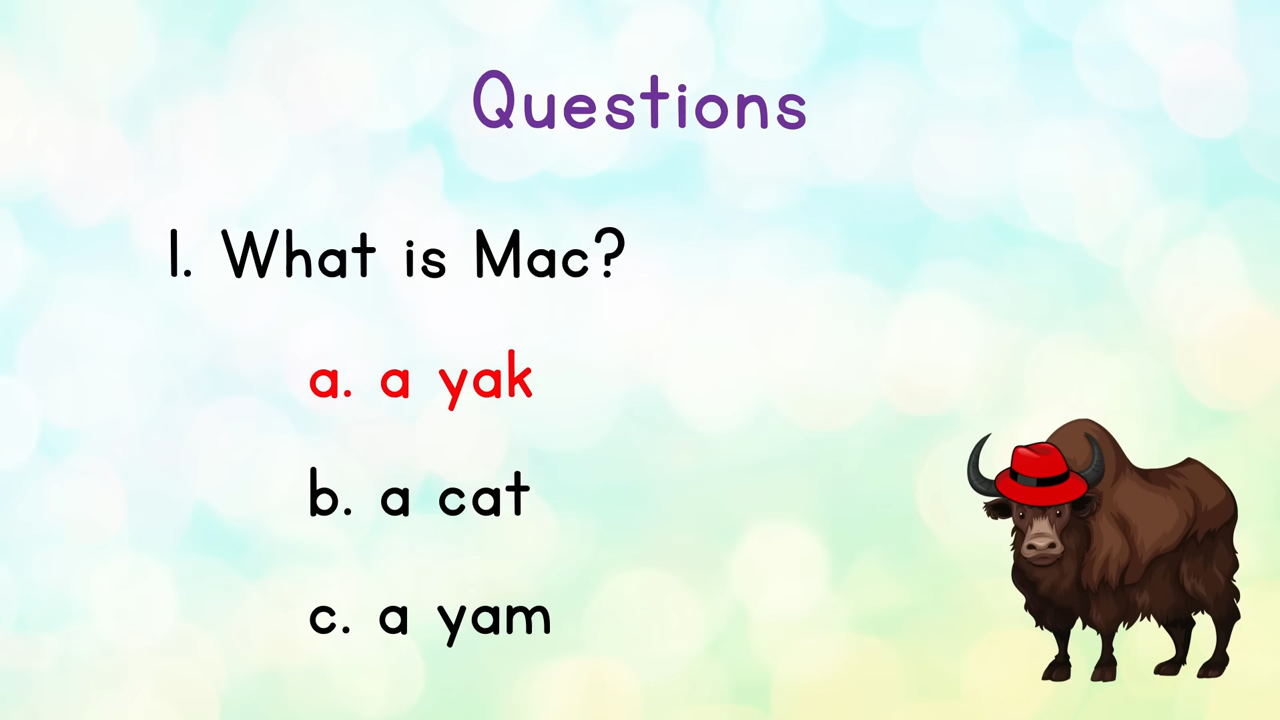 Questions
1. What is Mac?
a. a yak
b. a cat
c. a yam